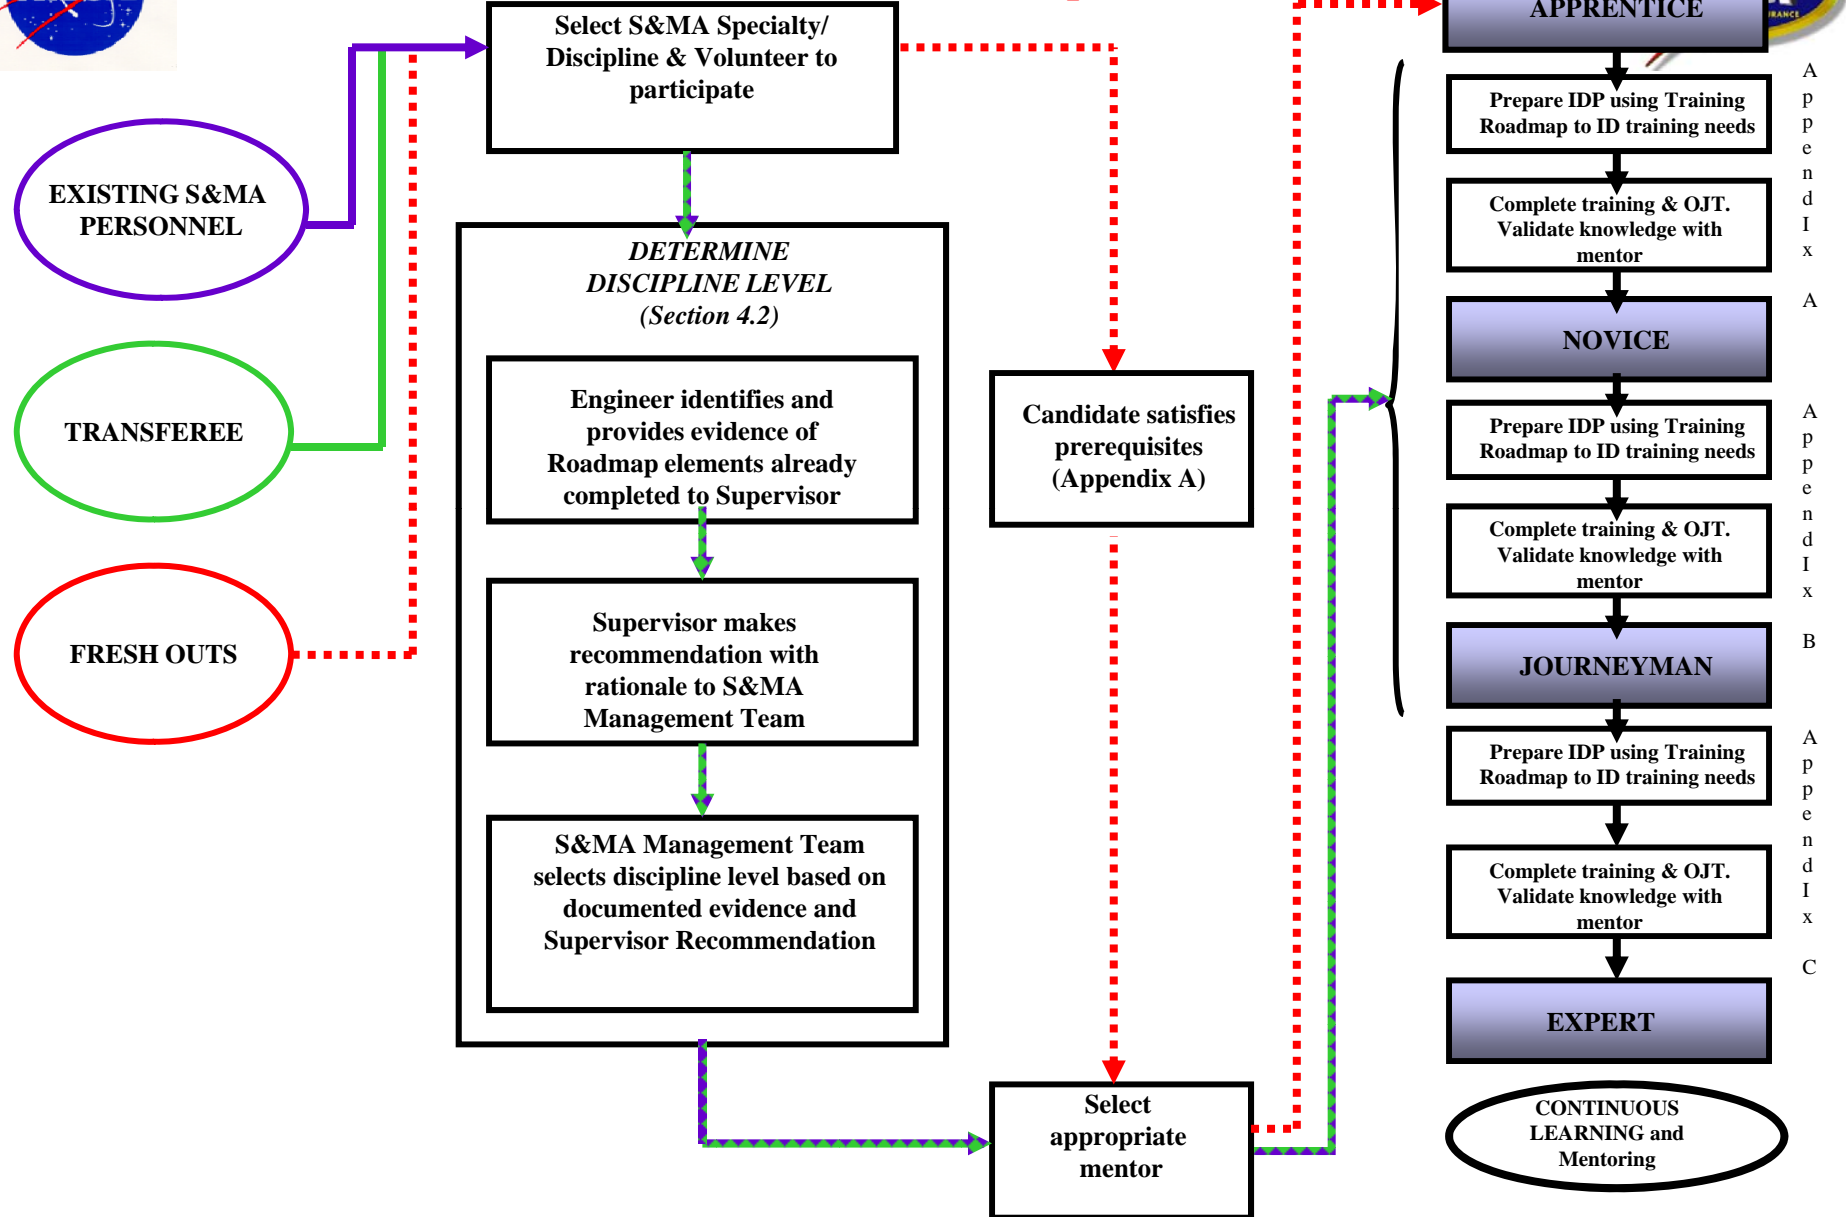 Select S&MA Specialty/
Discipline & Volunteer to
participate
EXISTING S&MA
PERSONNEL
TRANSFEREE
FRESH OUTS
DETERMINE
DISCIPLINE LEVEL
(Section 4.2)
Engineer identifies and
provides evidence of
Roadmap elements already
completed to Supervisor
Supervisor makes
recommendation with
rationale to S&MA
Management Team
S&MA Management Team
selects discipline level based on
documented evidence and
Supervisor Recommendation
Candidate satisfies
prerequisites
(Appendix A)
Select
appropriate
mentor
APPRENTICE
Prepare IDP using Training
Roadmap to ID training needs
Complete training & OJT.
Validate knowledge with
mentor
NOVICE
Prepare IDP using Training
Roadmap to ID training needs
Complete training & OJT.
Validate knowledge with
mentor
JOURNEYMAN
Prepare IDP using Training
Roadmap to ID training needs
Complete training & OJT.
Validate knowledge with
mentor
EXPERT
CONTINUOUS
LEARNING and
Mentoring
A
p
p
e
n
d
I
x
A
A
p
p
e
n
d
I
x
B
A
p
p
e
n
d
I
x
C